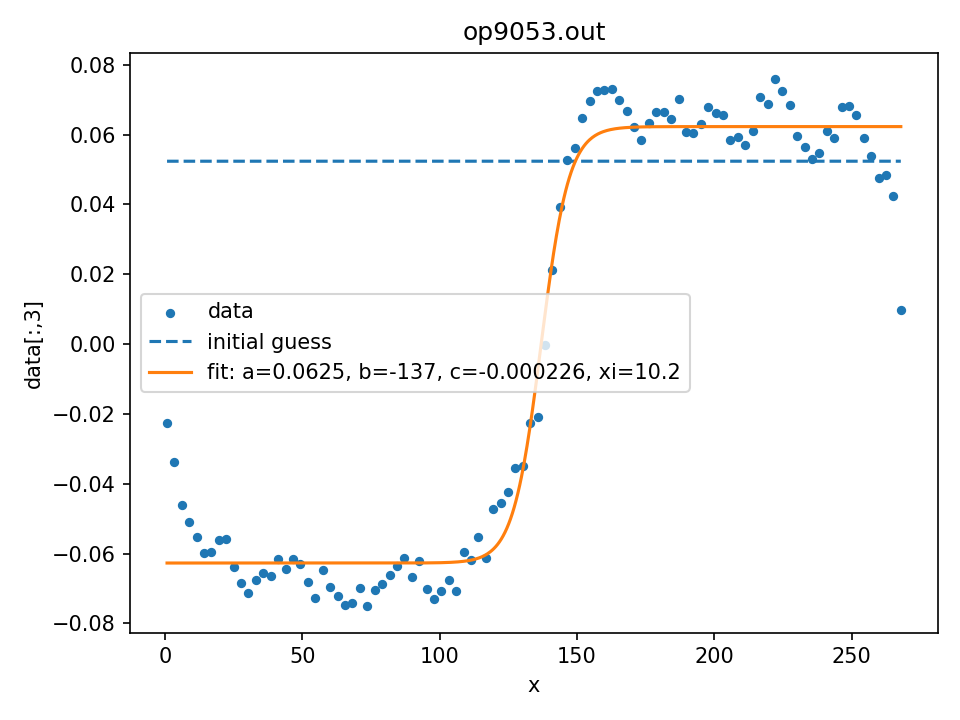 op9053.out
0.08
0.06
0.04
0.02
0.00
−0.02
−0.04
−0.06
−0.08
data[:,3]
data
initial guess
fit: a=0.0625, b=-137, c=-0.000226, xi=10.2
0 50 100 150 200 250
x